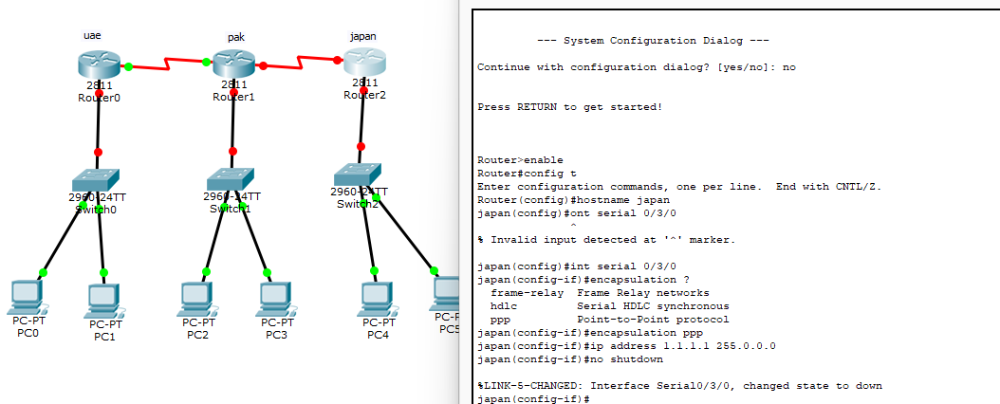 uae
pak
japan
2811
Router0
2811
Router1
2811
Router2
2960-24TT
Switch0
2960-24TT
Switch1
2960-24TT
Switch2
PC-PT
PC0
PC-PT
PC1
PC-PT
PC2
PC-PT
PC3
PC-PT
PC4
PC-P
PC5
--- System Configuration Dialog ---
Continue with configuration dialog? [yes/no]: no
Press RETURN to get started!
Router>enable
Router#config t
Enter configuration commands, one per line.  End with CNTL/Z.
Router(config)#hostname japan
japan(config)#ont serial 0/3/0
^
% Invalid input detected at '^' marker.
japan(config)#int serial 0/3/0
japan(config-if)#encapsulation ?
frame-relay  Frame Relay networks
hdlc         Serial HDLC synchronous
ppp          Point-to-Point protocol
japan(config-if)#encapsulation ppp
japan(config-if)#ip address 1.1.1.1 255.0.0.0
japan(config-if)#no shutdown
%LINK-5-CHANGED: Interface Serial0/3/0, changed state to down
japan(config-if)#